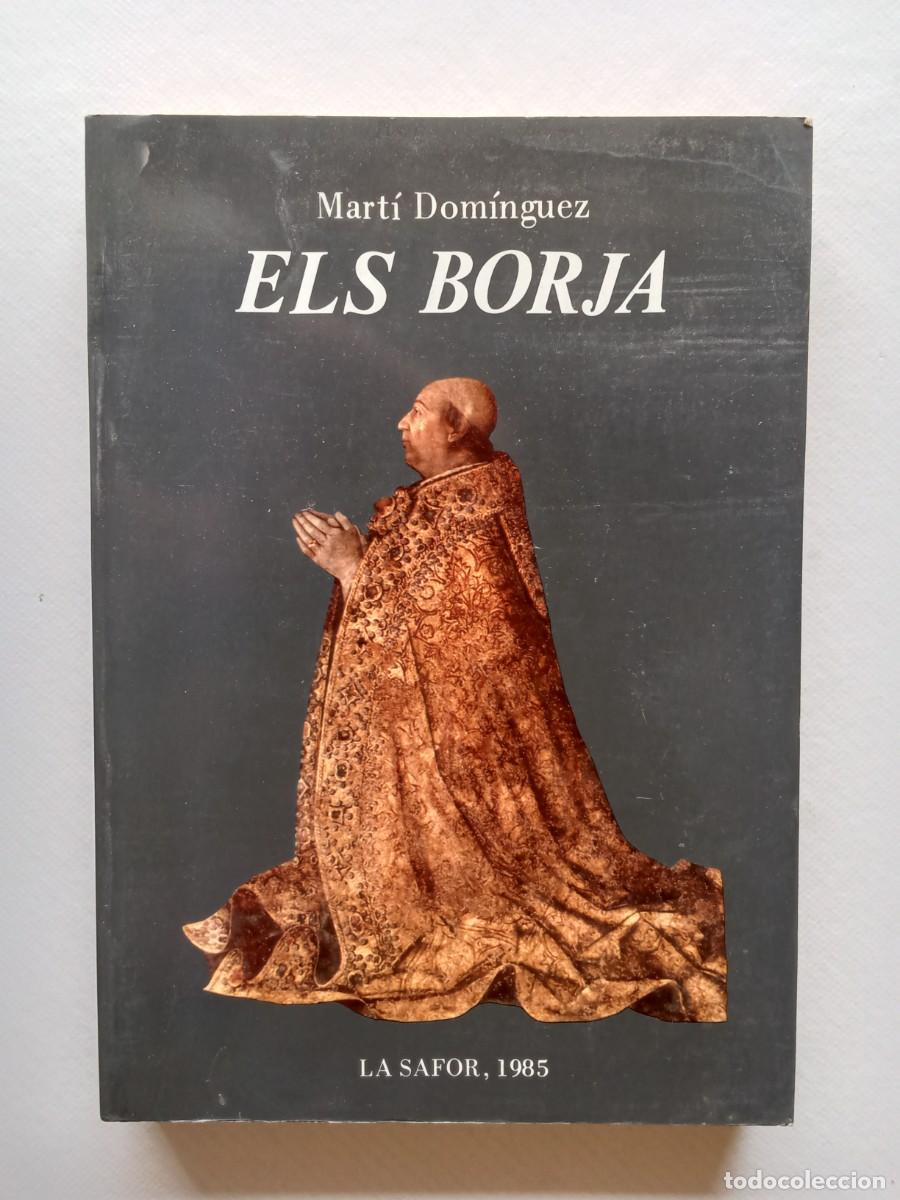 Martí Domínguez
ELS BORJA
LA SAFOR, 1985
todocoleccion